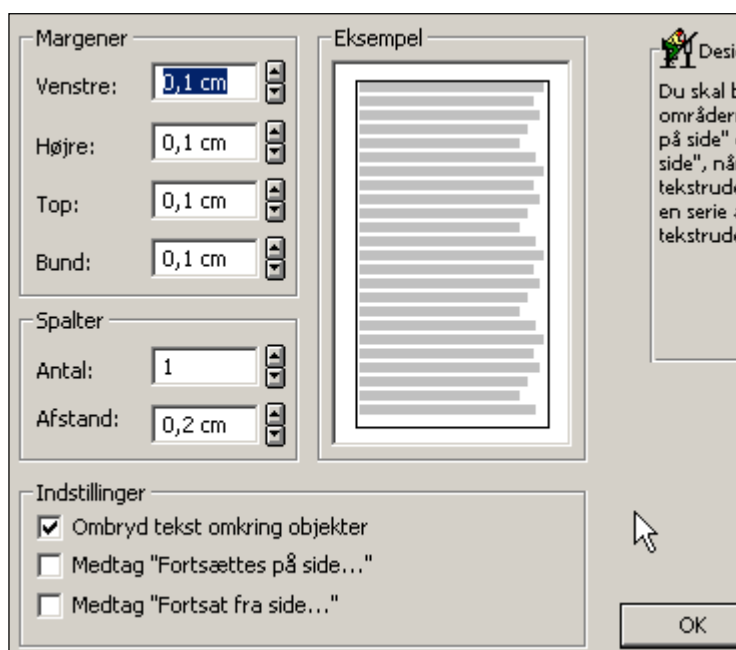 Margener
Venstre: 0,1 cm
Højre: 0,1 cm
Top: 0,1 cm
Bund: 0,1 cm
Spalter
Antal: 1
Afstand: 0,2 cm
Eksempel
Du skal
på side"
side",
en serie
Indstillinger
Ombryd tekst omkring objekter
Medtag "Fortsættes på side..."
Medtag "Fortsat fra side..."
OK